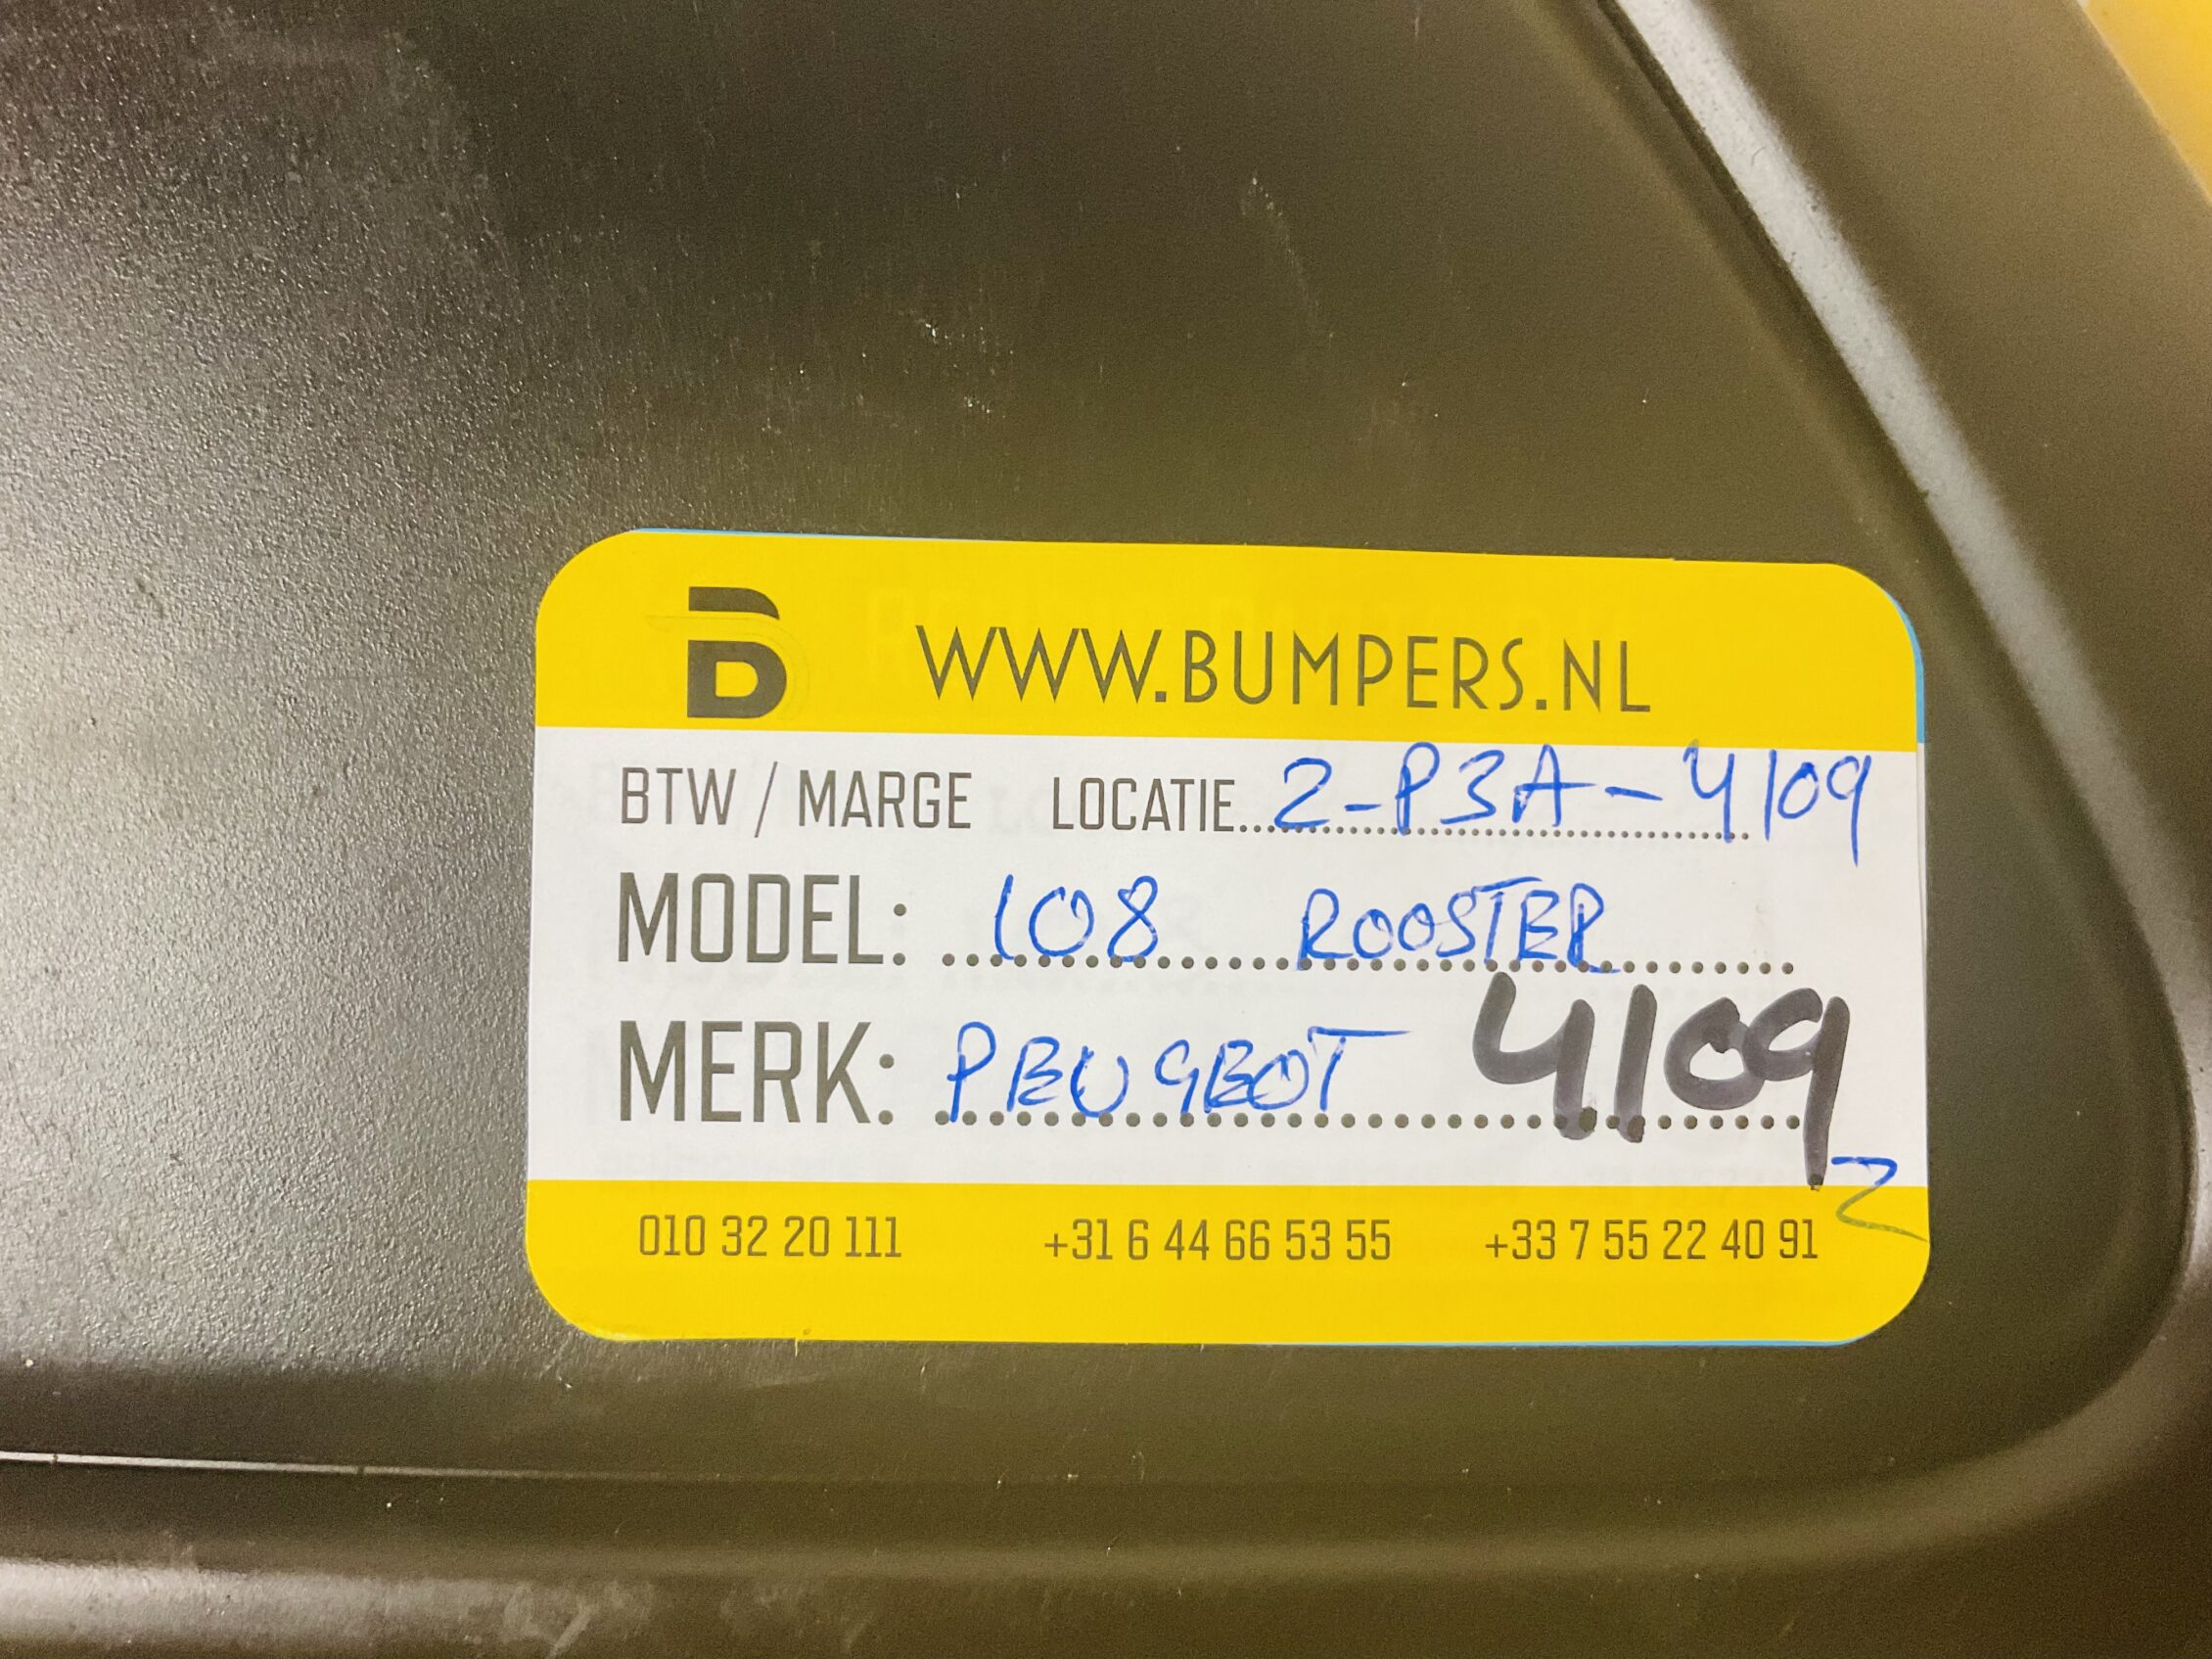 B WWW.BUMPERS.NL
BTW / MARGE LOCATIE 2-P3A-4109
MODEL: 108 ROOSTER
MERK: PEUGEOT 4109
Z
010 32 20 111 +31 6 44 66 53 55 +33 7 55 22 40 91